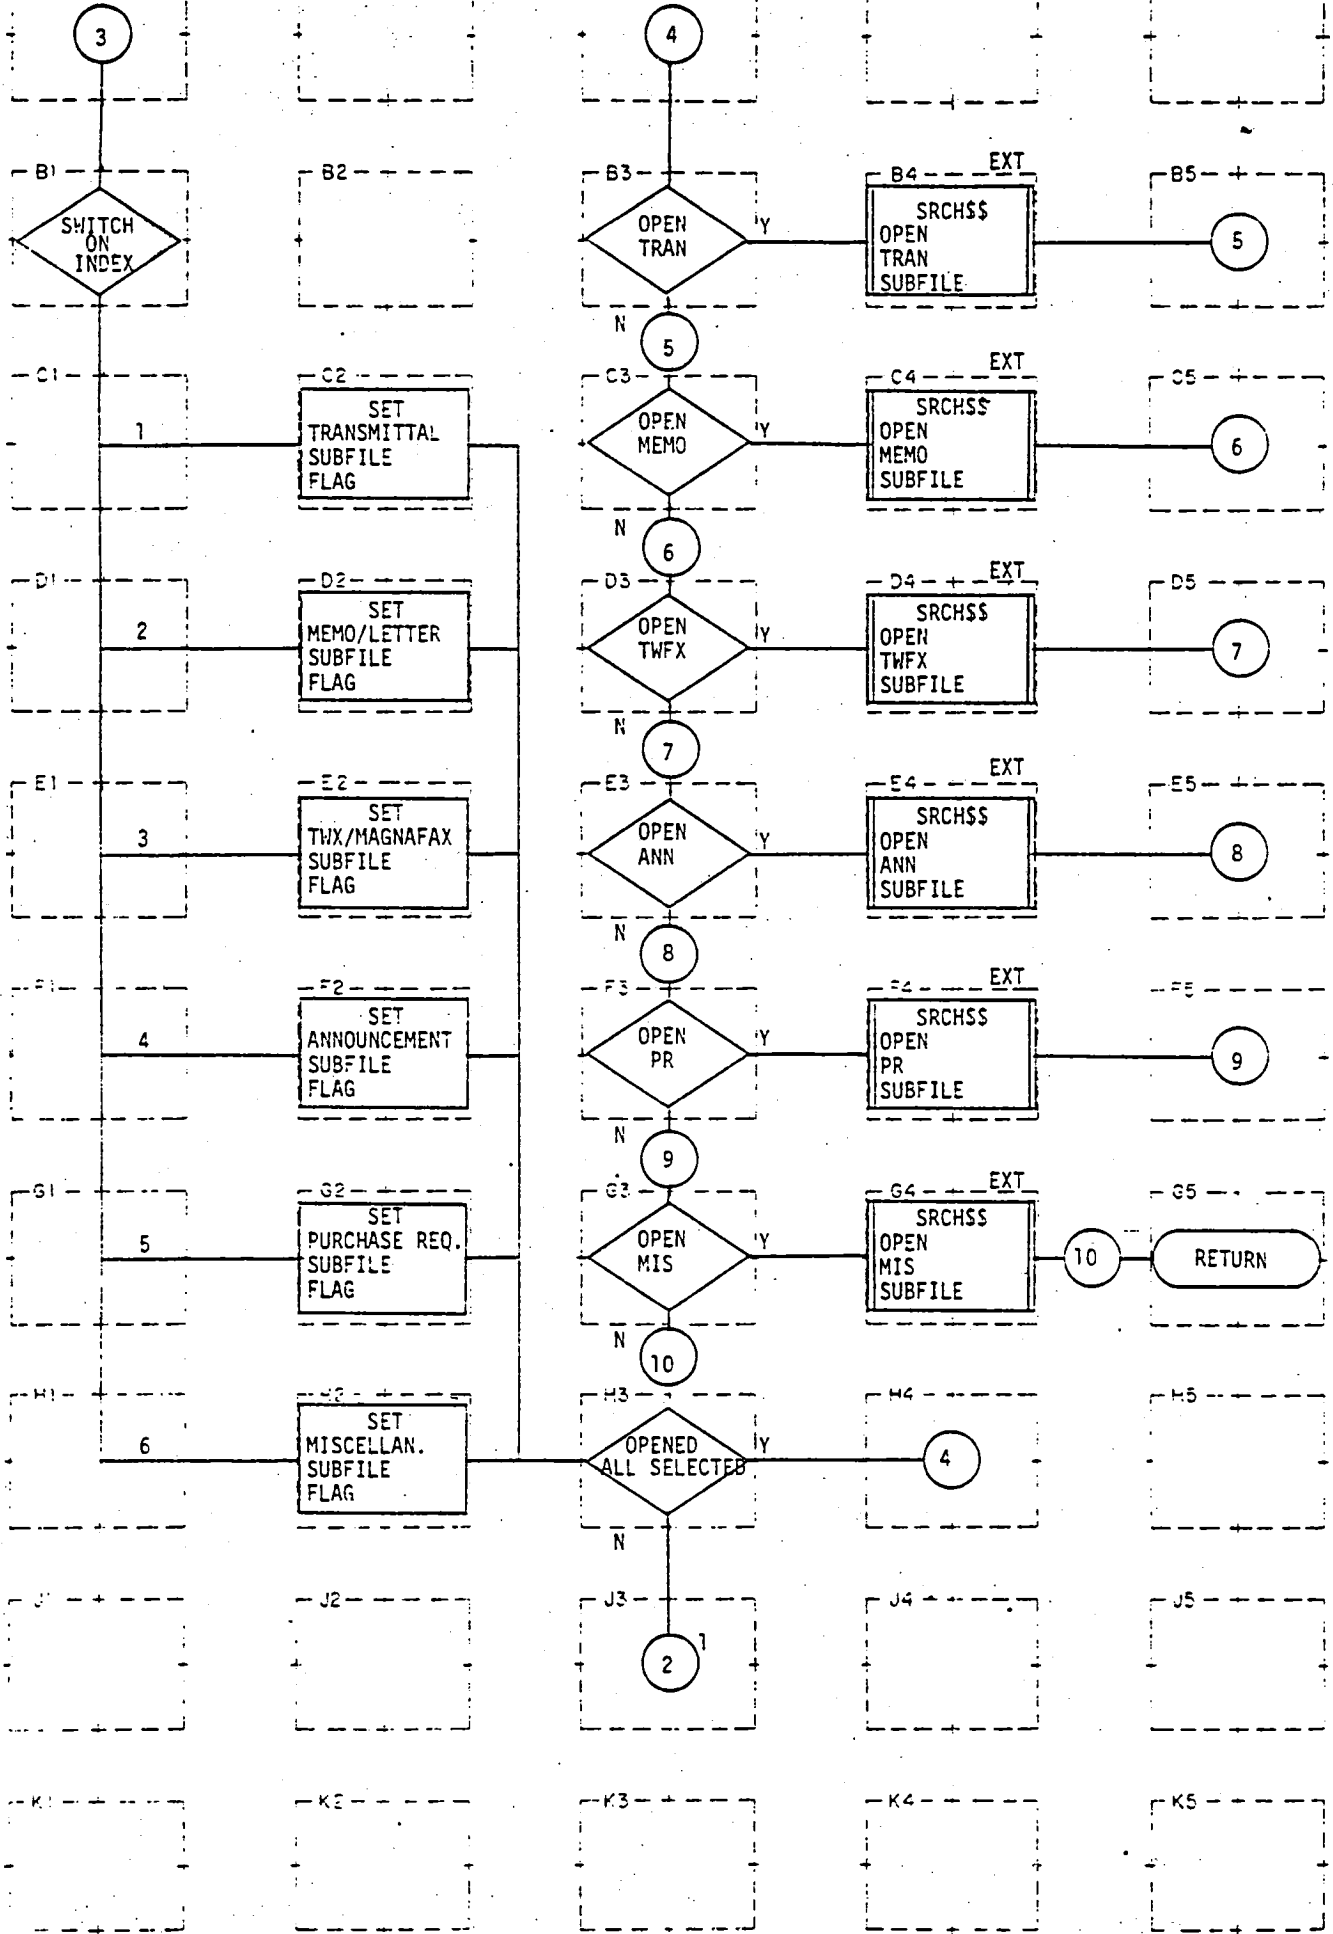 3
4
B1
B2
B3
B4
EXT
B5
SWITCH
ON
INDEX
OPEN
TRAN
Y
SRCH$$
OPEN
TRAN
SUBFILE
5
N
5
C1
C2
C3
C4
EXT
C5
1
SET
TRANSMITTAL
SUBFILE
FLAG
OPEN
MEMO
Y
SRCH$$
OPEN
MEMO
SUBFILE
6
N
6
D1
D2
D3
D4
EXT
D5
2
SET
MEMO/LETTER
SUBFILE
FLAG
OPEN
TWFX
Y
SRCH$$
OPEN
TWFX
SUBFILE
7
N
7
E1
E2
E3
E4
EXT
E5
3
SET
TWX/MAGNAFAX
SUBFILE
FLAG
OPEN
ANN
Y
SRCH$$
OPEN
ANN
SUBFILE
8
N
8
F1
F2
F3
F4
EXT
F5
4
SET
ANNOUNCEMENT
SUBFILE
FLAG
OPEN
PR
Y
SRCH$$
OPEN
PR
SUBFILE
9
N
9
G1
G2
G3
G4
EXT
G5
5
SET
PURCHASE REQ.
SUBFILE
FLAG
OPEN
MIS
Y
SRCH$$
OPEN
MIS
SUBFILE
10
RETURN
N
10
H1
H2
H3
H4
H5
6
SET
MISCELLAN.
SUBFILE
FLAG
OPENED
ALL SELECTED
Y
4
N
J2
J3
J4
J5
2
1
K1
K2
K3
K4
K5